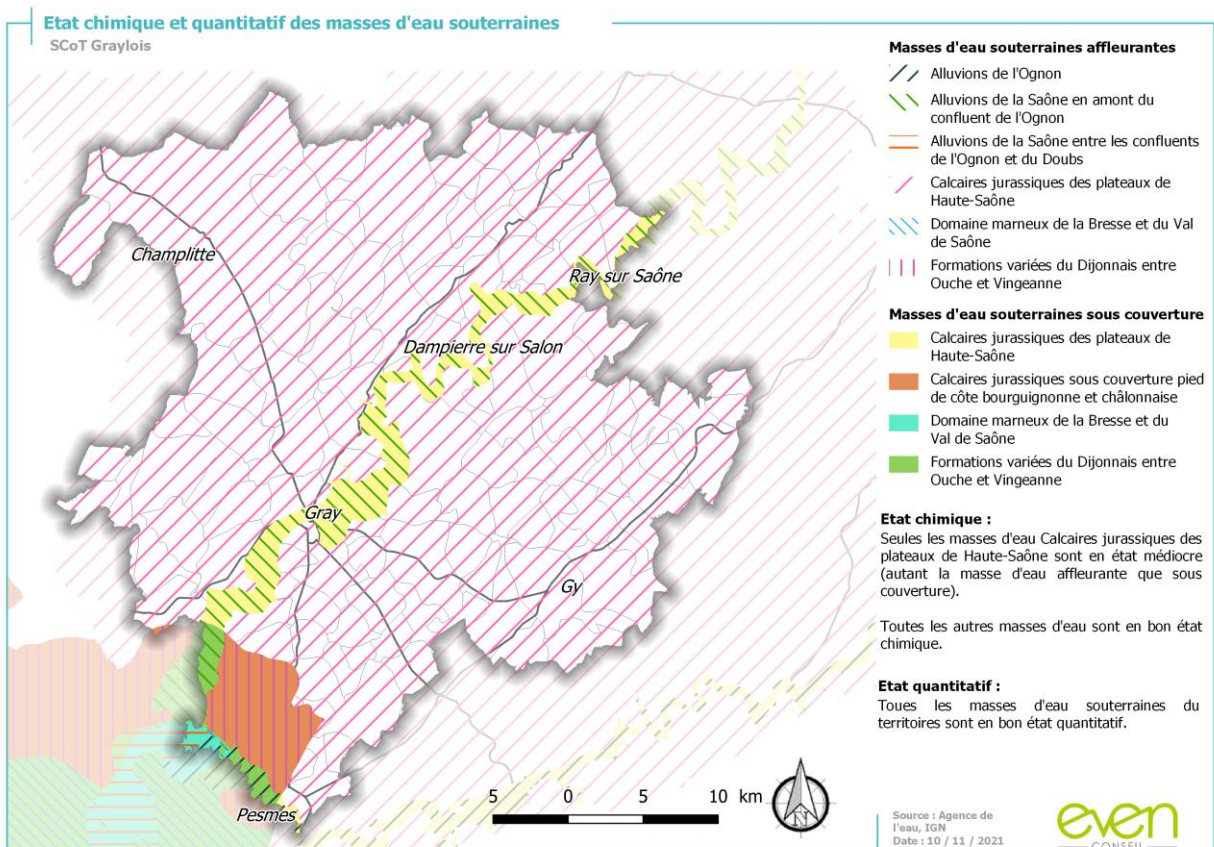 Etat chimique et quantitatif des masses d'eau souterraines
SCoT Graylois
Champlitte
Ray sur Saône
Dampierre sur Salon
Gray
Gy
Pesmes
5 0 5 10 km
N
Masses d'eau souterraines affleurantes
Alluvions de l'Ognon
Alluvions de la Saône en amont du
confluent de l'Ognon
Alluvions de la Saône entre les confluents
de l'Ognon et du Doubs
Calcaires jurassiques des plateaux de
Haute-Saône
Domaine marneux de la Bresse et du Val
de Saône
Formations variées du Dijonnais entre
Ouche et Vingeanne
Masses d'eau souterraines sous couverture
Calcaires jurassiques des plateaux de
Haute-Saône
Calcaires jurassiques sous couverture pied
de côte bourguignonne et châlonnaise
Domaine marneux de la Bresse et du
Val de Saône
Formations variées du Dijonnais entre
Ouche et Vingeanne
Etat chimique :
Seules les masses d'eau Calcaires jurassiques des
plateaux de Haute-Saône sont en état médiocre
(autant la masse d'eau affleurante que sous
couverture).
Toutes les autres masses d'eau sont en bon état
chimique.
Etat quantitatif :
Toues les masses d'eau souterraines du
territoires sont en bon état quantitatif.
Source : Agence de
l'eau, IGN
Date : 10 / 11 / 2021
even
CONSEIL